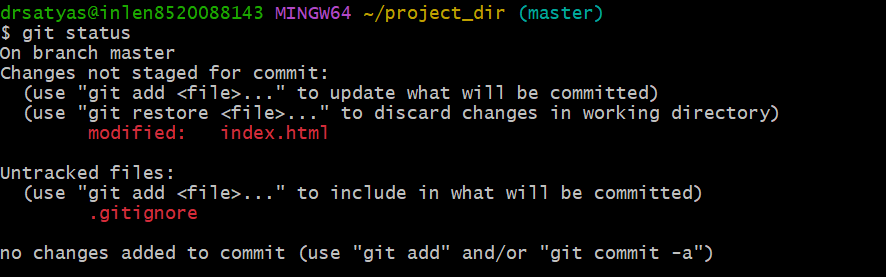 drsatyas@inlen8520088143 MINGW64 ~/project_dir (master)
$ git status
On branch master
Changes not staged for commit:
  (use "git add <file>..." to update what will be committed)
  (use "git restore <file>..." to discard changes in working directory)
        modified:   index.html

Untracked files:
  (use "git add <file>..." to include in what will be committed)
        .gitignore

no changes added to commit (use "git add" and/or "git commit -a")